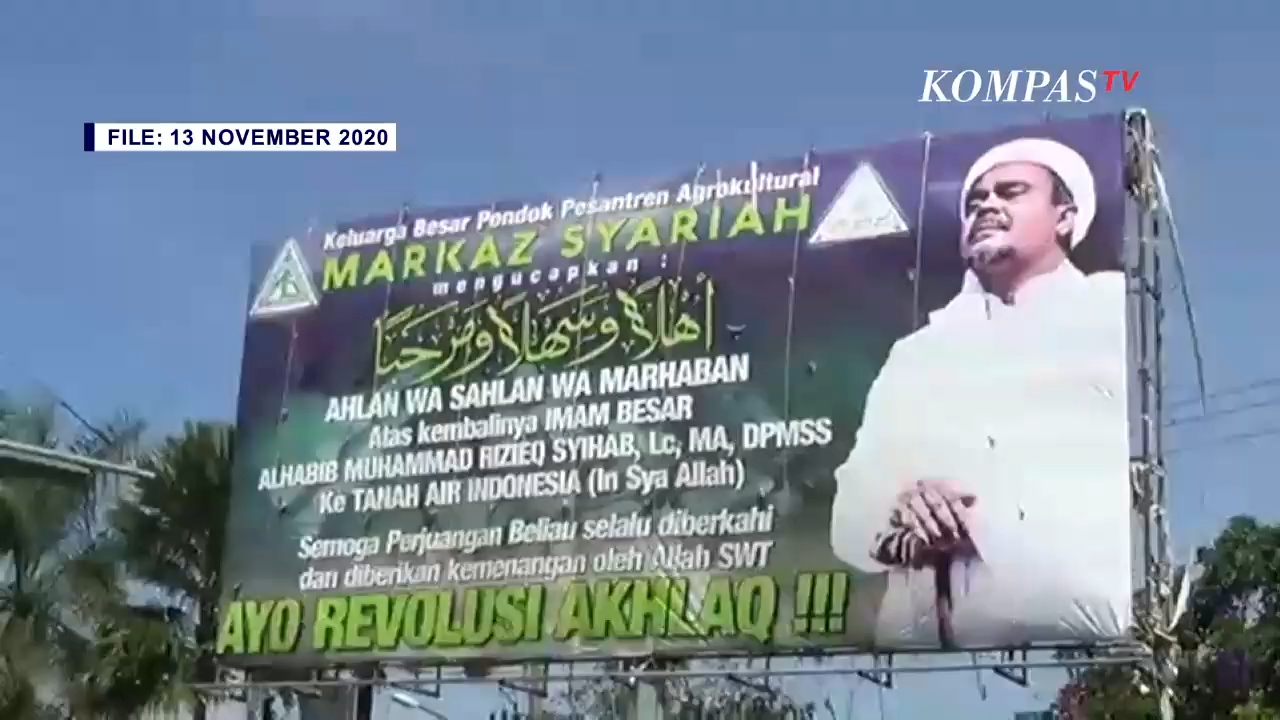 KOMPAS TV
FILE: 13 NOVEMBER 2020
Keluarga Besar Pondok Pesantren Agrokultural
MARKAZ SYARIAH
mengucapkan :
أهلا وسهلا ومرحبا
AHLAN WA SAHLAN WA MARHABAN
Atas kembalinya IMAM BESAR
ALHABIB MUHAMMAD RIZIEQ SYIHAB, Lc, MA, DPMSS
Ke TANAH AIR INDONESIA (In Sya Allah)
Semoga Perjuangan Beliau selalu diberkahi
dan diberikan kemenangan oleh Allah SWT
AYO REVOLUSI AKHLAQ !!!